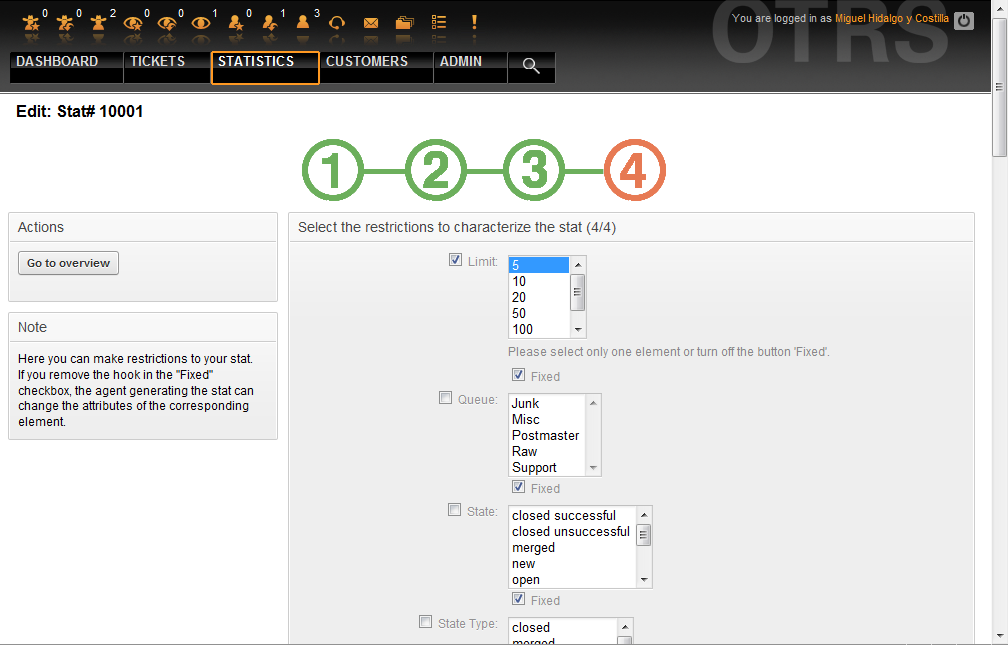 0 0 2 0 0 1 0 1 3
You are logged in as Miguel Hidalgo y Costilla
OTRS
DASHBOARD TICKETS STATISTICS CUSTOMERS ADMIN
Edit: Stat# 10001
1 2 3 4
Actions
Go to overview
Note
Here you can make restrictions to your stat.
If you remove the hook in the "Fixed"
checkbox, the agent generating the stat can
change the attributes of the corresponding
element.
Select the restrictions to characterize the stat (4/4)
Limit:
5
10
20
50
100
Please select only one element or turn off the button 'Fixed'.
Fixed
Queue:
Junk
Misc
Postmaster
Raw
Support
Fixed
State:
closed successful
closed unsuccessful
merged
new
open
Fixed
State Type:
closed
merged